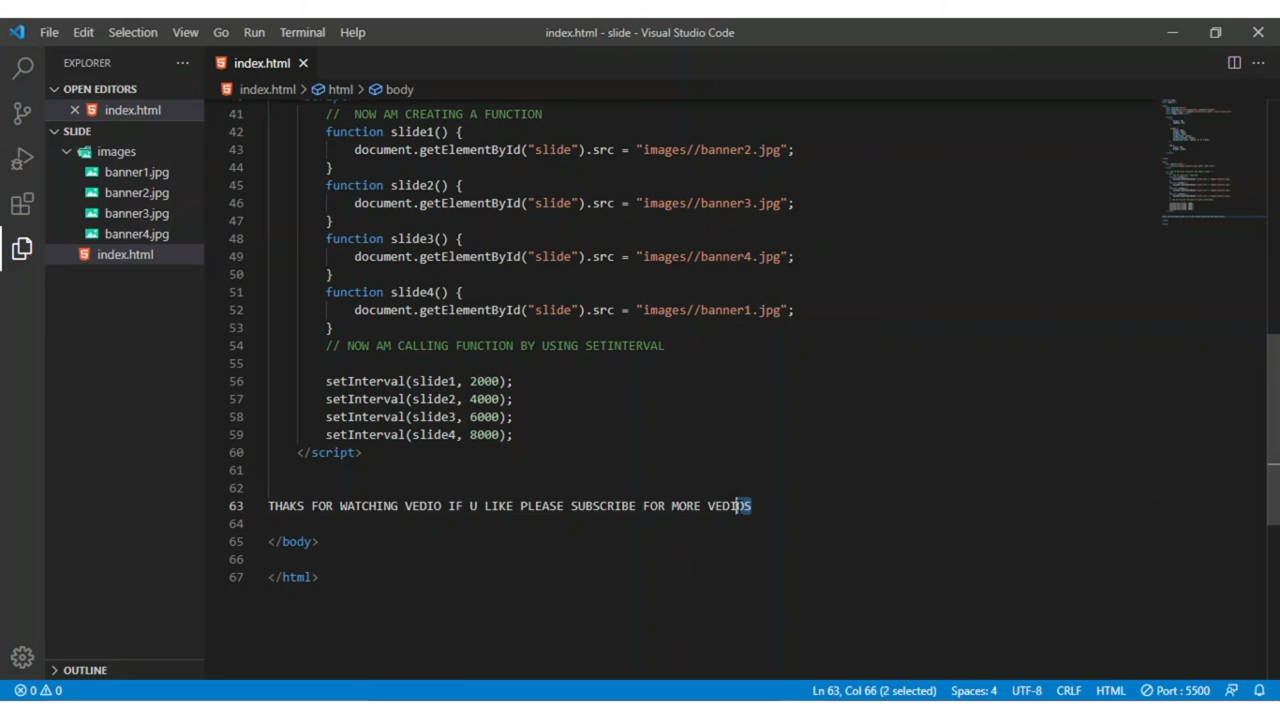 File Edit Selection View Go Run Terminal Help
index.html - slide - Visual Studio Code
EXPLORER
index.html
OPEN EDITORS
index.html
SLIDE
images
banner1.jpg
banner2.jpg
banner3.jpg
banner4.jpg
index.html
OUTLINE
index.html > html > body
41 // NOW AM CREATING A FUNCTION
42 function slide1() {
43 document.getElementById("slide").src = "images//banner2.jpg";
44 }
45 function slide2() {
46 document.getElementById("slide").src = "images//banner3.jpg";
47 }
48 function slide3() {
49 document.getElementById("slide").src = "images//banner4.jpg";
50 }
51 function slide4() {
52 document.getElementById("slide").src = "images//banner1.jpg";
53 }
54 // NOW AM CALLING FUNCTION BY USING SETINTERVAL
55
56 setInterval(slide1, 2000);
57 setInterval(slide2, 4000);
58 setInterval(slide3, 6000);
59 setInterval(slide4, 8000);
60 </script>
61
62
63 THAKS FOR WATCHING VEDIO IF U LIKE PLEASE SUBSCRIBE FOR MORE VEDIOS
64
65 </body>
66
67 </html>
0 0 Ln 63, Col 66 (2 selected) Spaces: 4 UTF-8 CRLF HTML Port : 5500